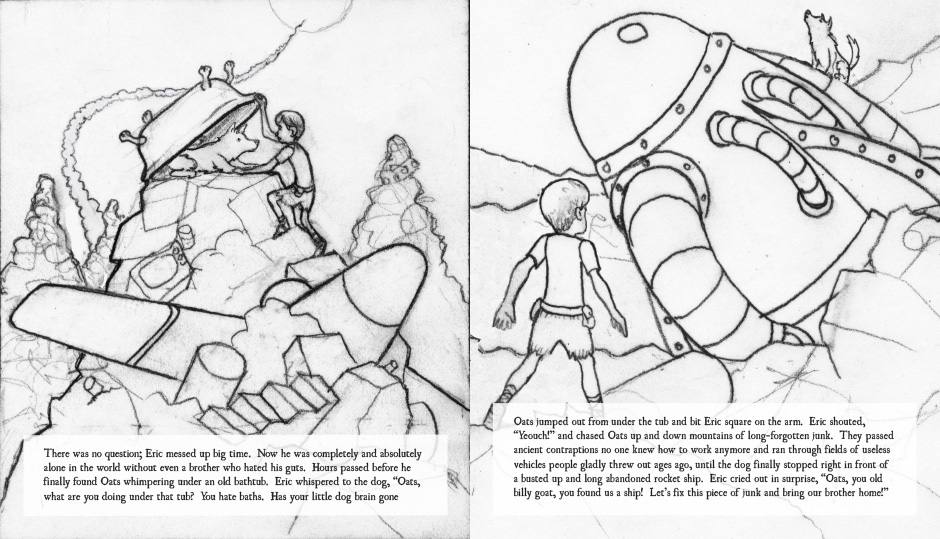 There was no question; Eric messed up big time. Now he was completely and absolutely
alone in the world without even a brother who hated his guts. Hours passed before he
finally found Oats whimpering under an old bathtub. Eric whispered to the dog, “Oats,
what are you doing under that tub? You hate baths. Has your little dog brain gone
Oats jumped out from under the tub and bit Eric square on the arm. Eric shouted,
“Yeouch!” and chased Oats up and down mountains of long-forgotten junk. They passed
ancient contraptions no one knew how to work anymore and ran through fields of useless
vehicles people gladly threw out ages ago, until the dog finally stopped right in front of
a busted up and long abandoned rocket ship. Eric cried out in surprise, “Oats, you old
billy goat, you found us a ship! Let’s fix this piece of junk and bring our brother home!”